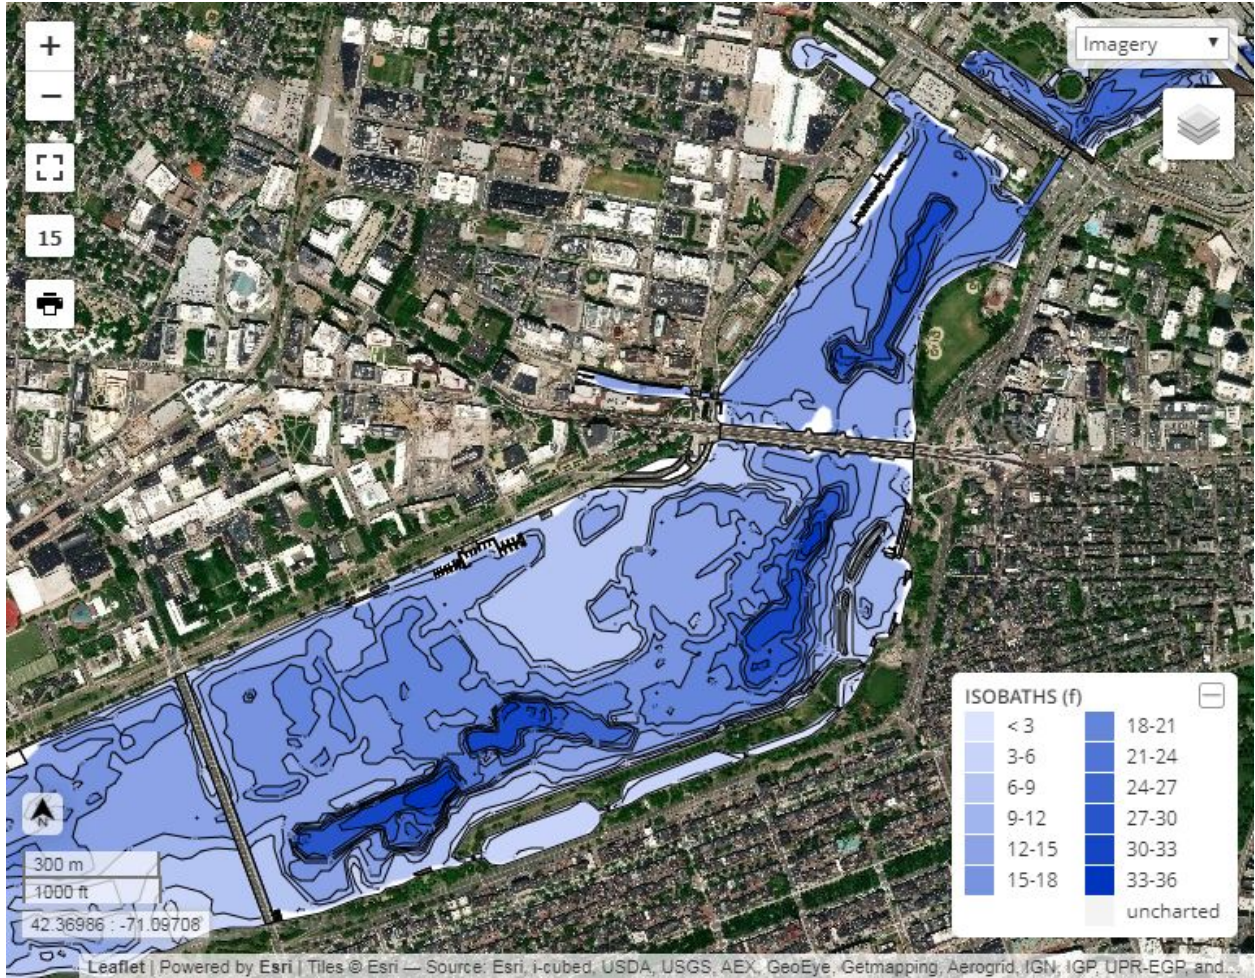 +
Imagery ▼
−
15
ISOBATHS (f)
< 3
3-6
6-9
9-12
12-15
15-18
18-21
21-24
24-27
27-30
30-33
33-36
uncharted
N
300 m
1000 ft
42.36986 : -71.09708
Leaflet | Powered by Esri | Tiles © Esri — Source: Esri, i-cubed, USDA, USGS, AEX, GeoEye, Getmapping, Aerogrid, IGN, IGP, UPR-EGP, and...